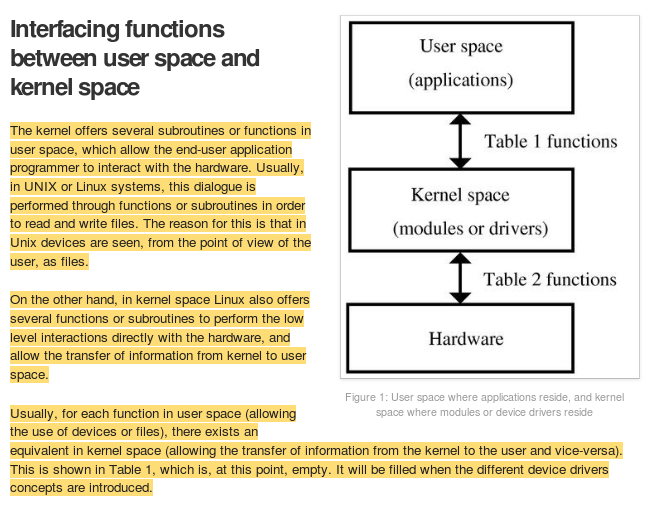 Interfacing functions
between user space and
kernel space
The kernel offers several subroutines or functions in
user space, which allow the end-user application
programmer to interact with the hardware. Usually,
in UNIX or Linux systems, this dialogue is
performed through functions or subroutines in order
to read and write files. The reason for this is that in
Unix devices are seen, from the point of view of the
user, as files.
On the other hand, in kernel space Linux also offers
several functions or subroutines to perform the low
level interactions directly with the hardware, and
allow the transfer of information from kernel to user
space.
Usually, for each function in user space (allowing
the use of devices or files), there exists an
equivalent in kernel space (allowing the transfer of information from the kernel to the user and vice-versa).
This is shown in Table 1, which is, at this point, empty. It will be filled when the different device drivers
concepts are introduced.
User space
(applications)
Table 1 functions
Kernel space
(modules or drivers)
Table 2 functions
Hardware
Figure 1: User space where applications reside, and kernel
space where modules or device drivers reside